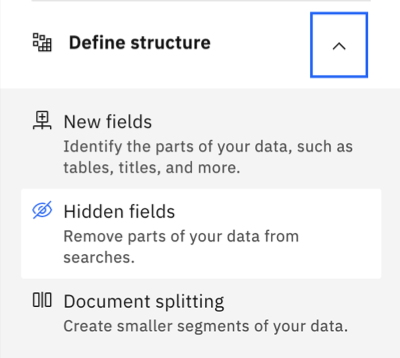 Define structure
New fields
Identify the parts of your data, such as
tables, titles, and more.
Hidden fields
Remove parts of your data from
searches.
Document splitting
Create smaller segments of your data.